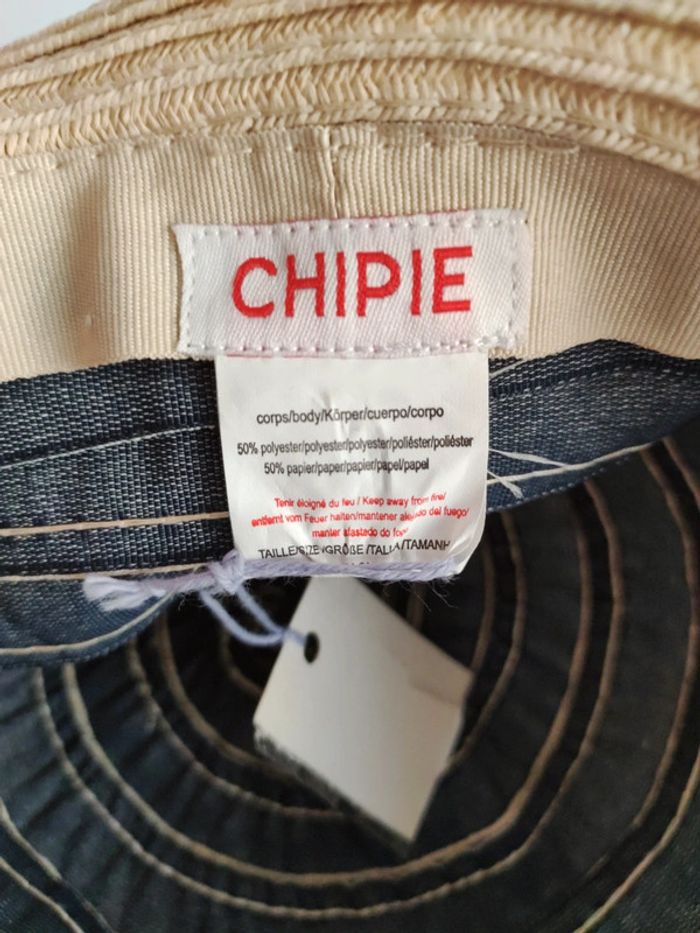 CHIPIE
corps/body/Körper/cuerpo/corpo
50% polyester/polyester/polyester/poliéster/poliéster
50% papier/paper/papier/papel/papel
Tenir éloigné du feu / Keep away from fire/
entfernt vom Feuer halten/mantener alejado del fuego/
manter afastado do fogo
TAILLE/SIZE/GRÖßE/TALLA/TAMANH